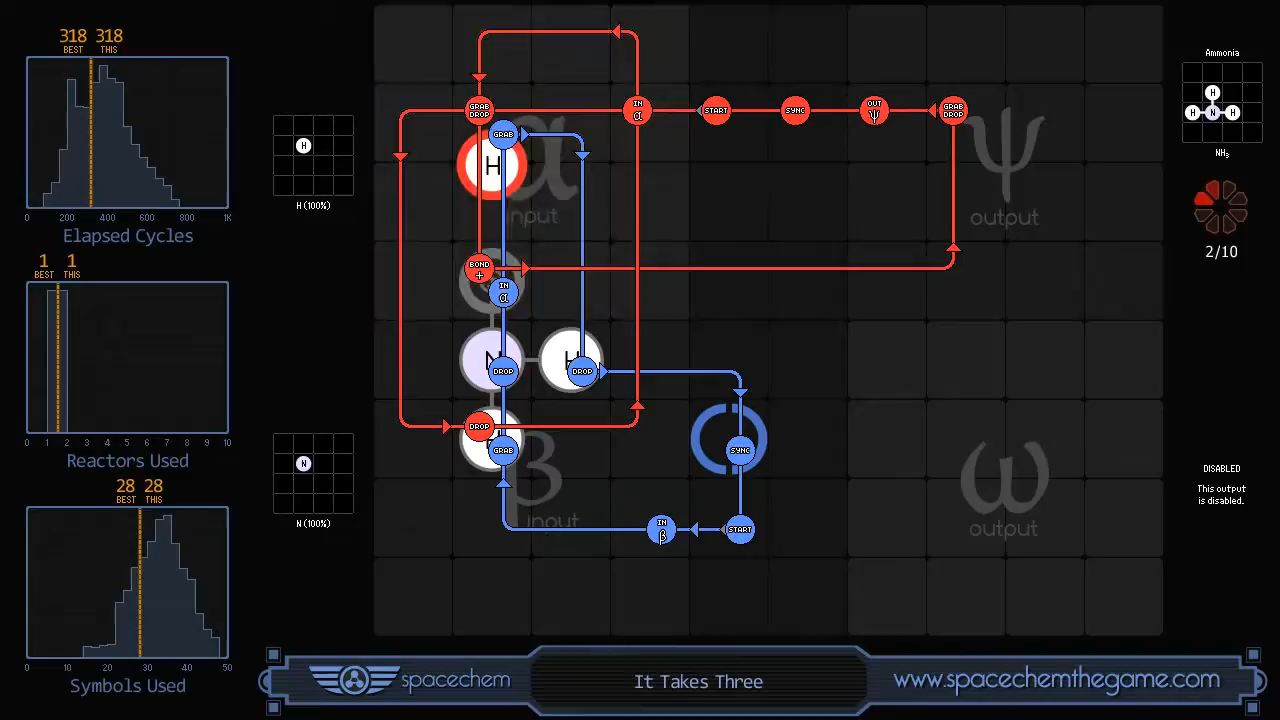 318 318
BEST THIS
0 200 400 600 800 1K
Elapsed Cycles
1 1
BEST THIS
0 1 2 3 4 5 6 7 8 9 10
Reactors Used
28 28
BEST THIS
0 10 20 30 40 50
Symbols Used
H
H (100%)
N
N (100%)
GRAB DROP
IN α
START
SYNC
OUT ψ
GRAB DROP
GRAB
H
α
input
ψ
output
BOND +
IN α
N
DROP
H
DROP
DROP
GRAB
β
input
SYNC
IN β
START
ω
output
Ammonia
H
H N H
NH₃
2/10
DISABLED
This output
is disabled.
spacechem
It Takes Three
www.spacechemthegame.com